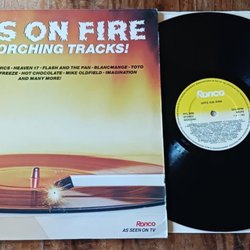 S ON FIRE
ORCHING TRACKS!
RICS • HEAVEN 17 • FLASH AND THE PAN • BLANCMANGE • TOTO
FREEZE • HOT CHOCOLATE • MIKE OLDFIELD • IMAGINATION
AND MANY MORE!
Ronco
AS SEEN ON TV
Ronco